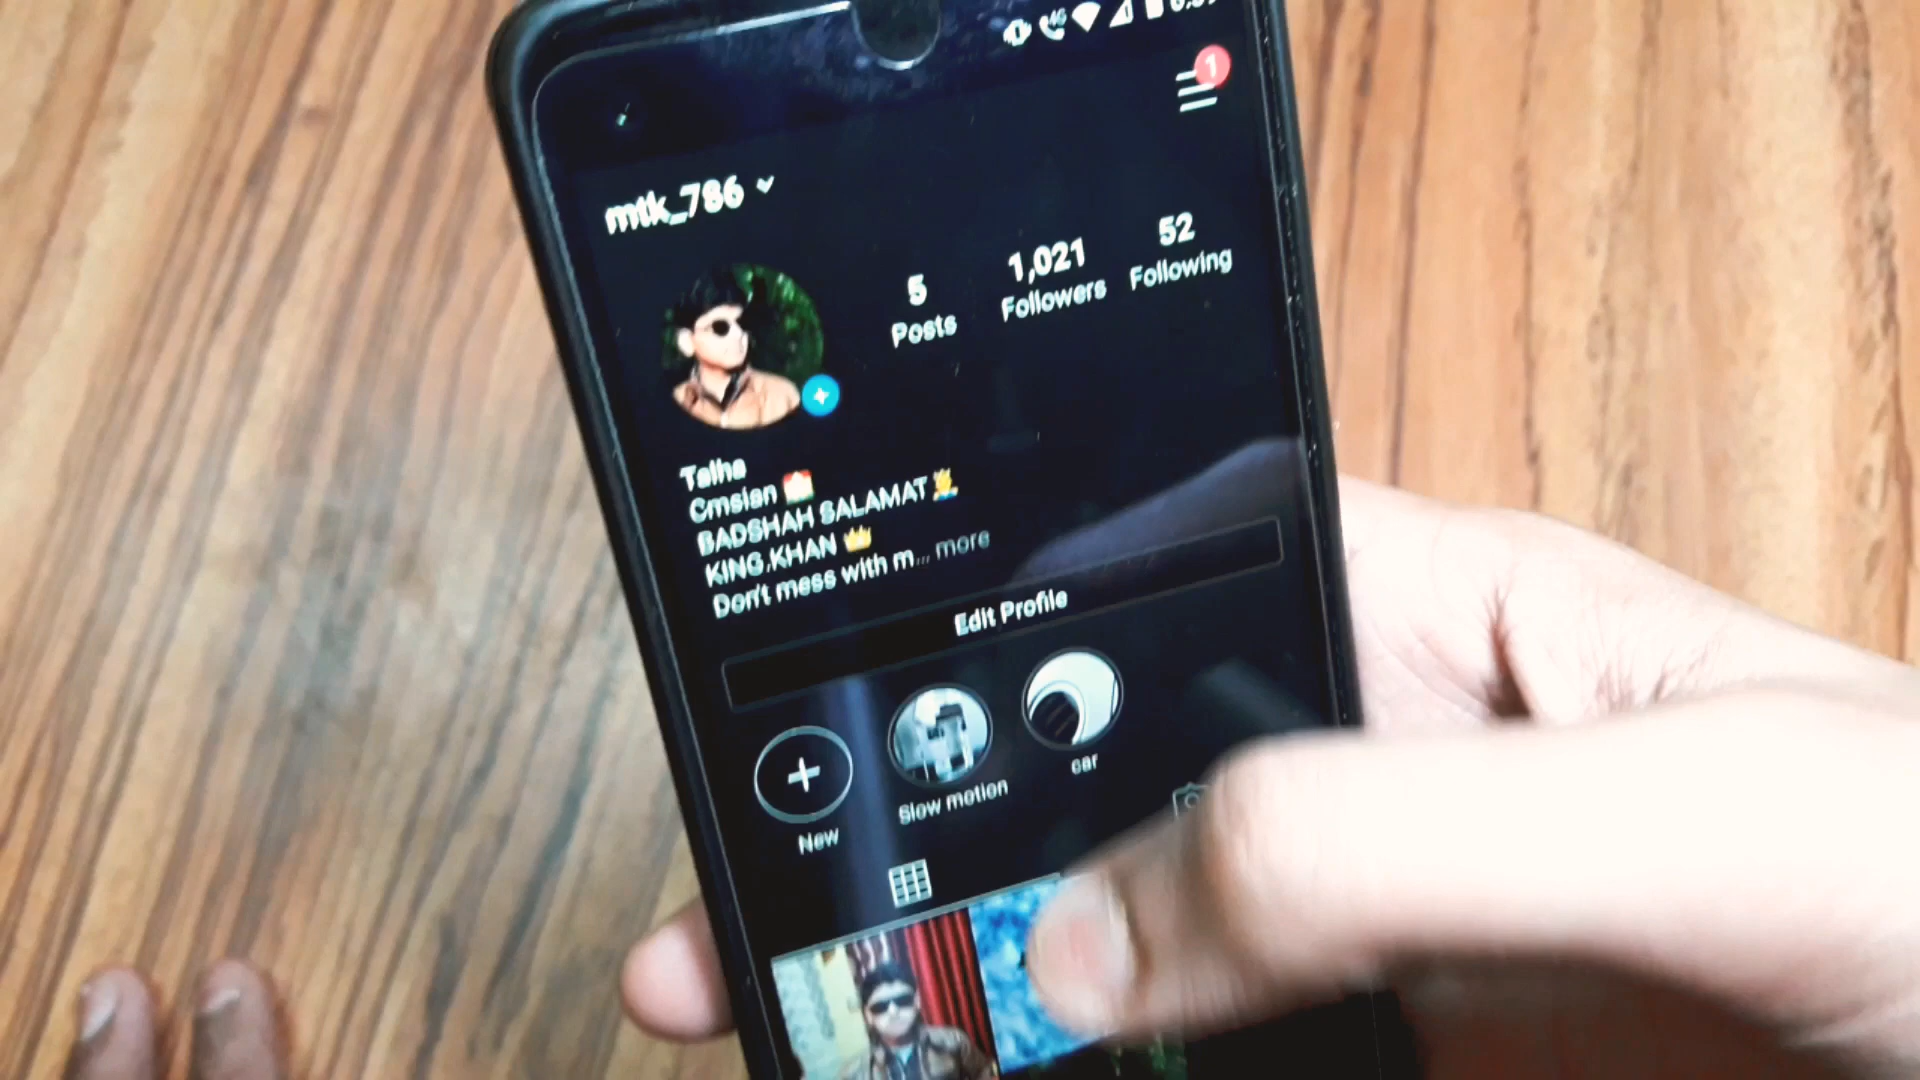 1
mtk_786
5
Posts
1,021
Followers
52
Following
Talha
Cmsian
BADSHAH SALAMAT
KING.KHAN
Don't mess with m... more
Edit Profile
New
Slow motion
car